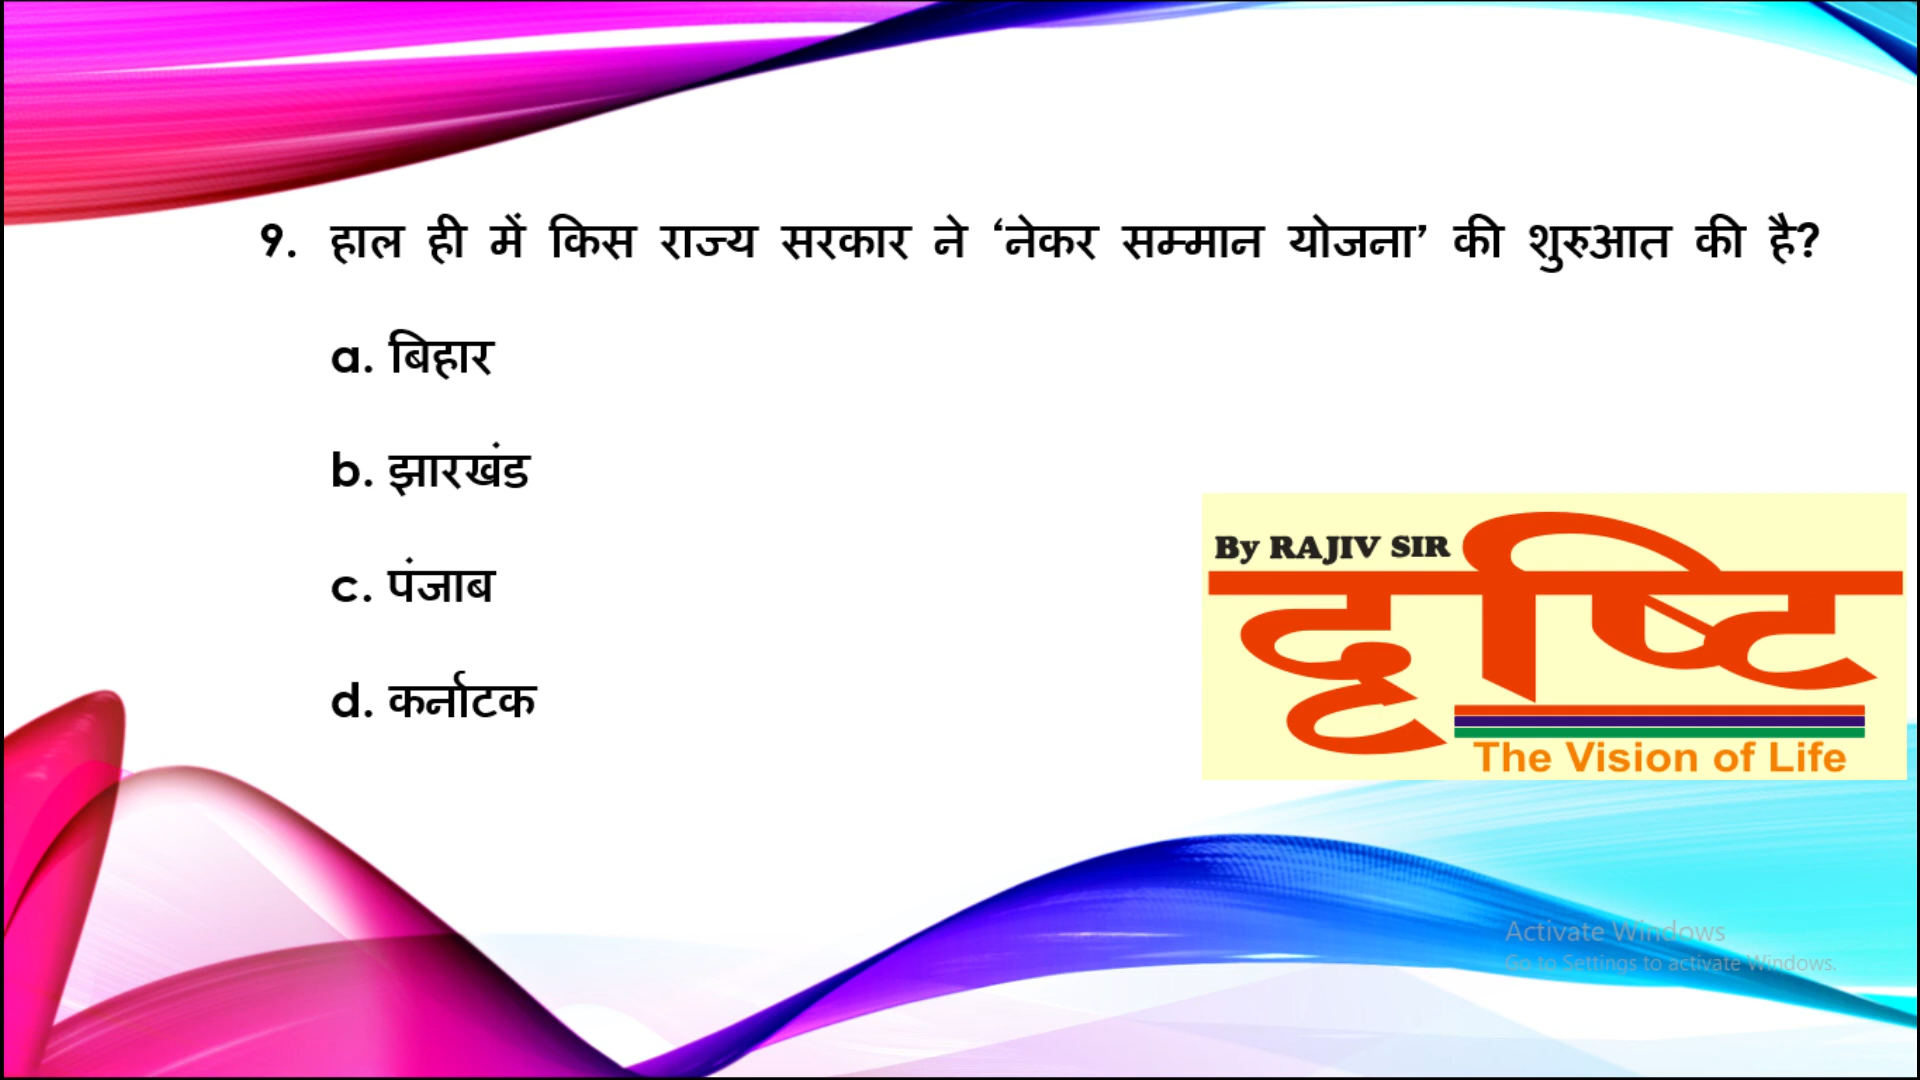 9. हाल ही में किस राज्य सरकार ने ‘नेकर सम्मान योजना’ की शुरुआत की है?
a. बिहार
b. झारखंड
c. पंजाब
d. कर्नाटक
By RAJIV SIR
दृष्टि
The Vision of Life
Activate Windows
Go to Settings to activate Windows.